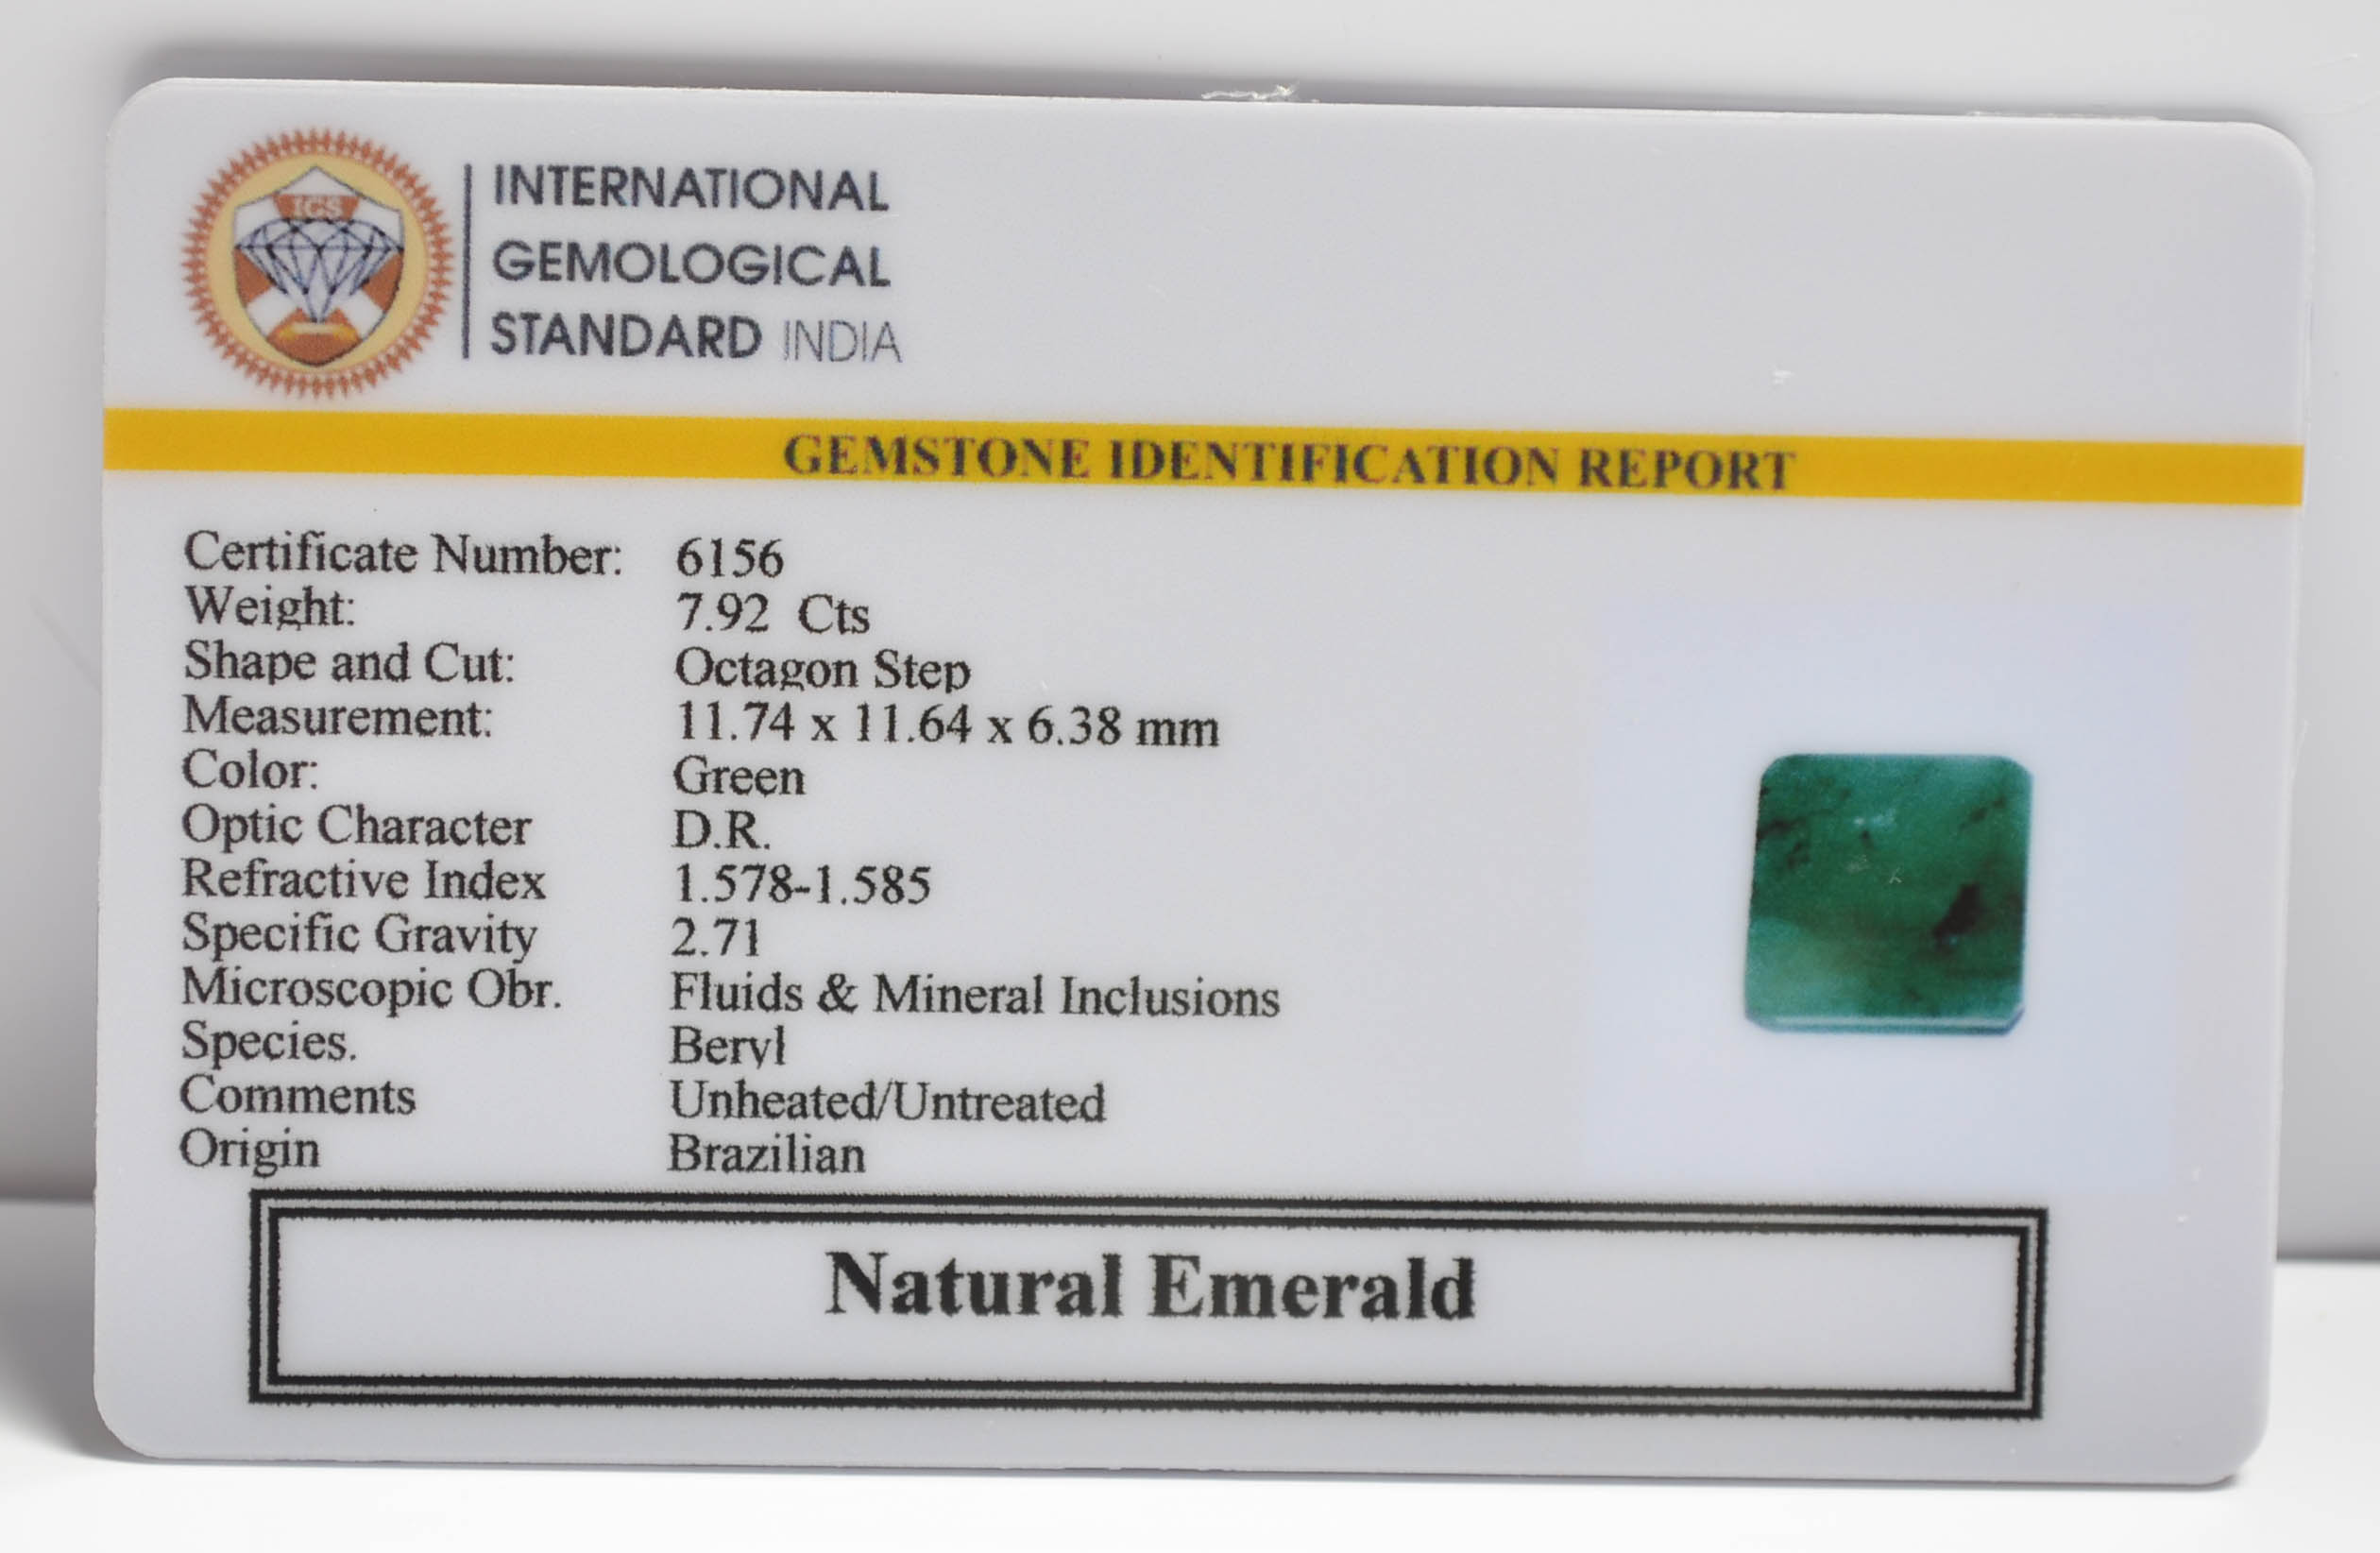 IGS
INTERNATIONAL
GEMOLOGICAL
STANDARD INDIA
GEMSTONE IDENTIFICATION REPORT
Certificate Number: 6156
Weight: 7.92 Cts
Shape and Cut: Octagon Step
Measurement: 11.74 x 11.64 x 6.38 mm
Color: Green
Optic Character D.R.
Refractive Index 1.578-1.585
Specific Gravity 2.71
Microscopic Obr. Fluids & Mineral Inclusions
Species. Beryl
Comments Unheated/Untreated
Origin Brazilian
Natural Emerald